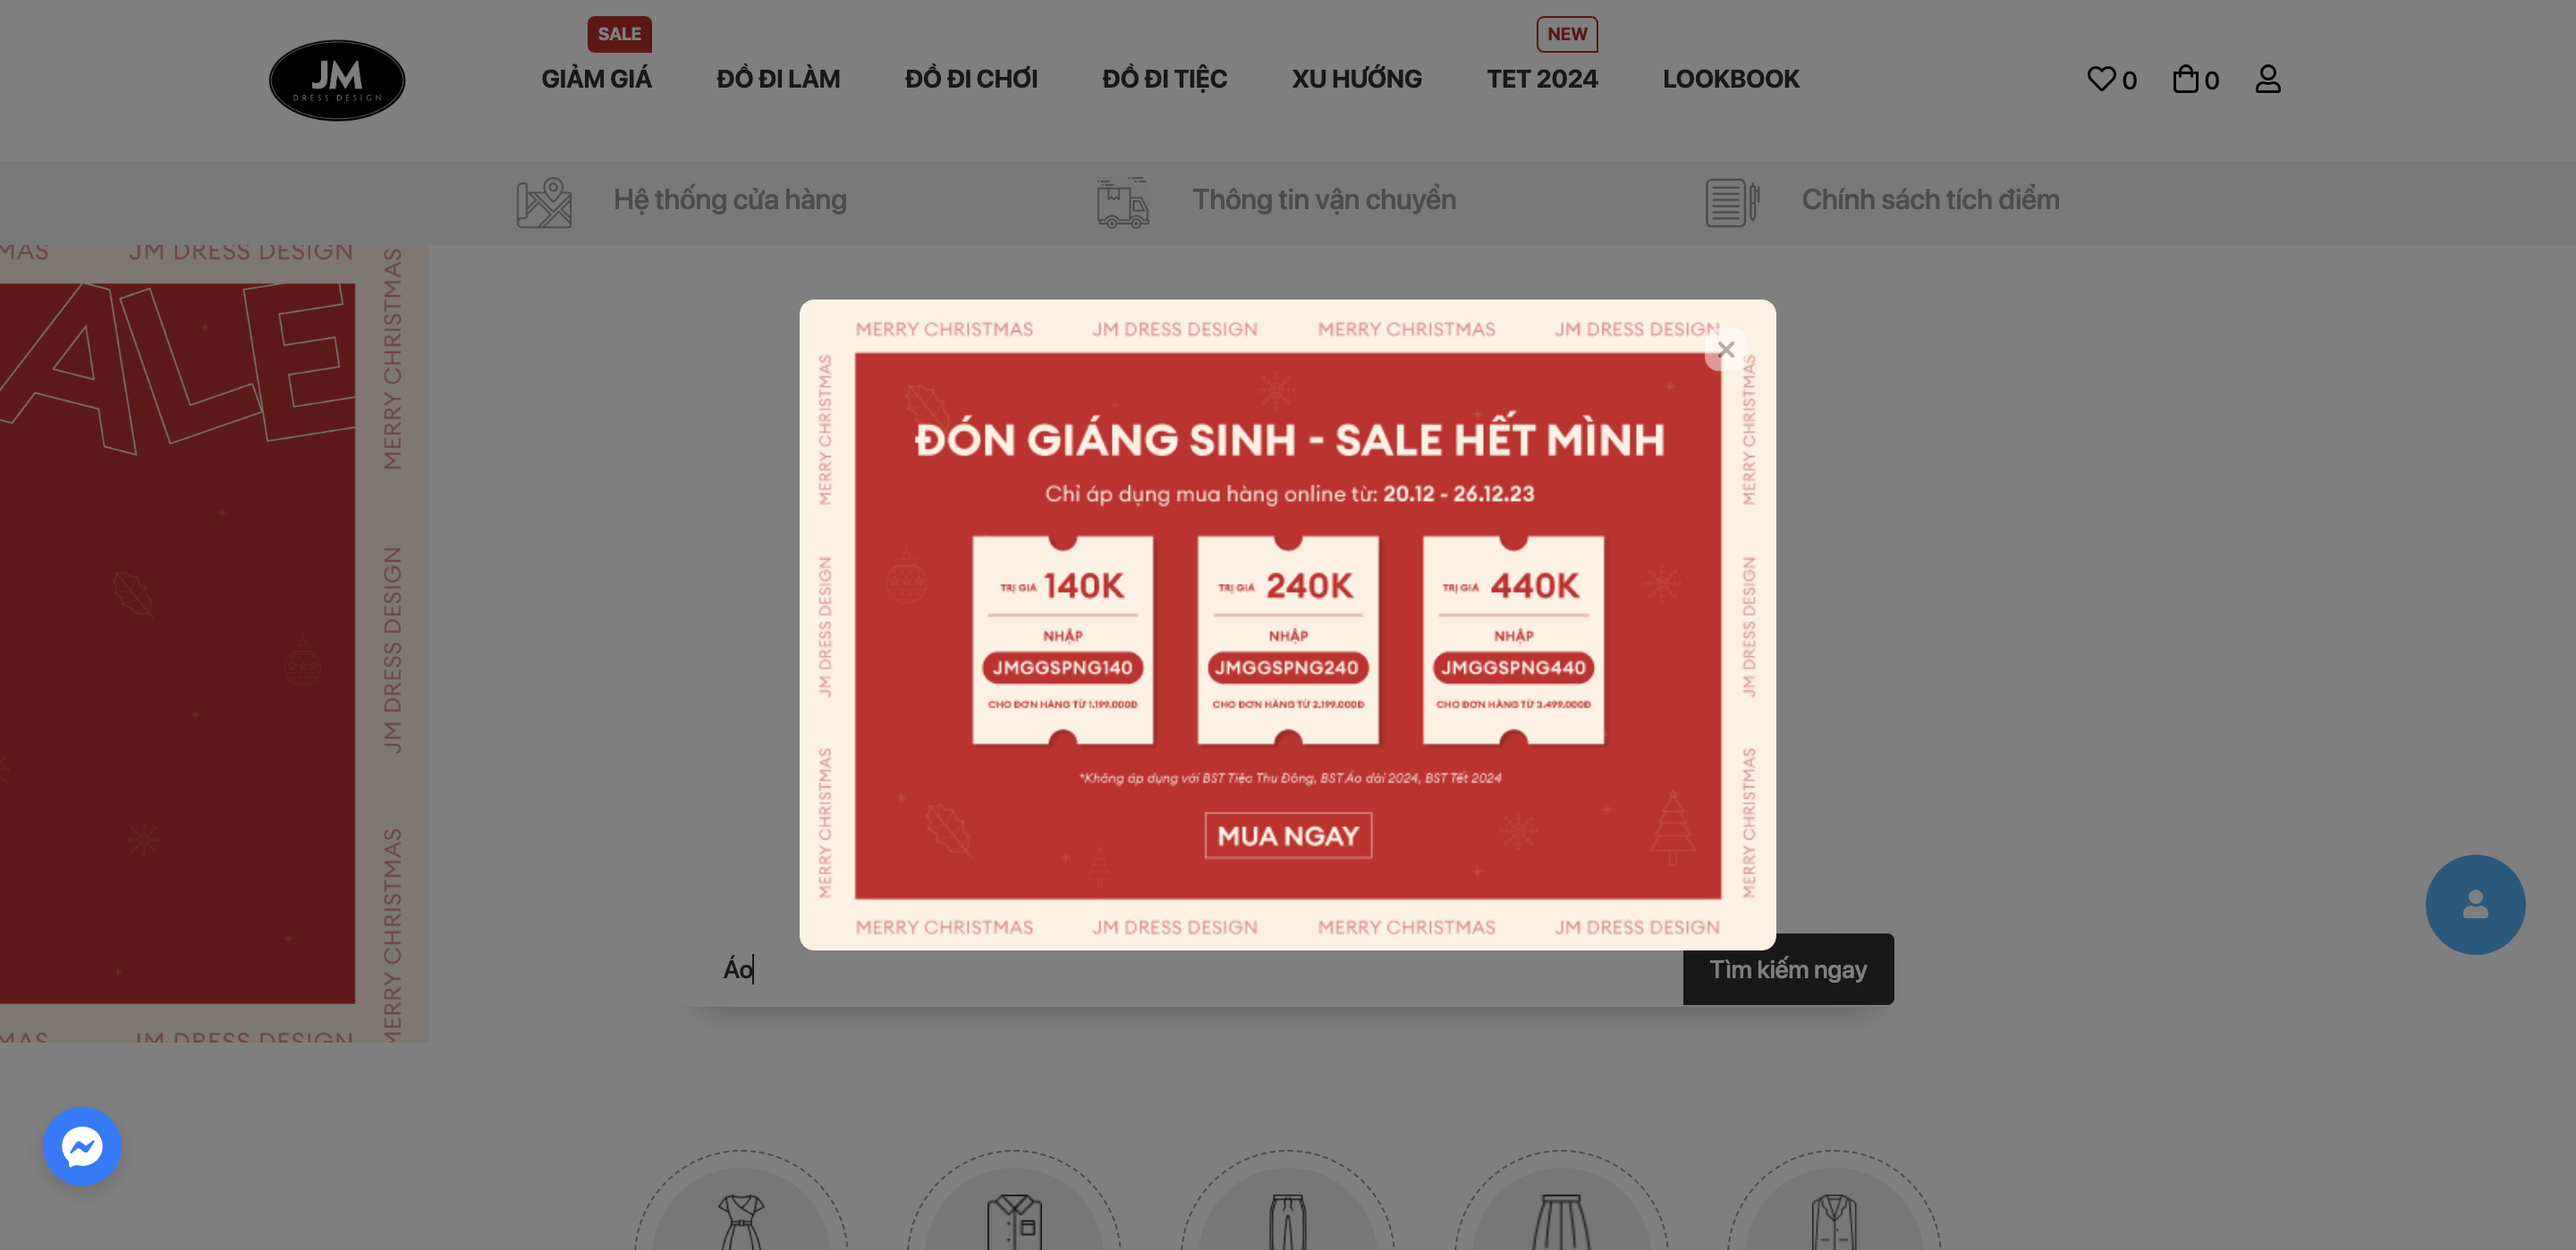 SALE
NEW
JM
DRESS DESIGN
GIẢM GIÁ
ĐỒ ĐI LÀM
ĐỒ ĐI CHƠI
ĐỒ ĐI TIỆC
XU HƯỚNG
TET 2024
LOOKBOOK
0
0
Hệ thống cửa hàng
Thông tin vận chuyển
Chính sách tích điểm
MAS JM DRESS DESIGN
ALE
MERRY CHRISTMAS
JM DRESS DESIGN
MERRY CHRISTMAS
MAS JM DRESS DESIGN
MERRY CHRISTMAS JM DRESS DESIGN MERRY CHRISTMAS JM DRESS DESIGN
MERRY CHRISTMAS
JM DRESS DESIGN
MERRY CHRISTMAS
ĐÓN GIÁNG SINH - SALE HẾT MÌNH
Chỉ áp dụng mua hàng online từ: 20.12 - 26.12.23
TRỊ GIÁ 140K
NHẬP
JMGGSPNG140
CHO ĐƠN HÀNG TỪ 1.199.000Đ
TRỊ GIÁ 240K
NHẬP
JMGGSPNG240
CHO ĐƠN HÀNG TỪ 2.199.000Đ
TRỊ GIÁ 440K
NHẬP
JMGGSPNG440
CHO ĐƠN HÀNG TỪ 3.499.000Đ
*Không áp dụng với BST Tiệc Thu Đông, BST Áo dài 2024, BST Tết 2024
MUA NGAY
MERRY CHRISTMAS
JM DRESS DESIGN
MERRY CHRISTMAS
MERRY CHRISTMAS JM DRESS DESIGN MERRY CHRISTMAS JM DRESS DESIGN
Áo
Tìm kiếm ngay